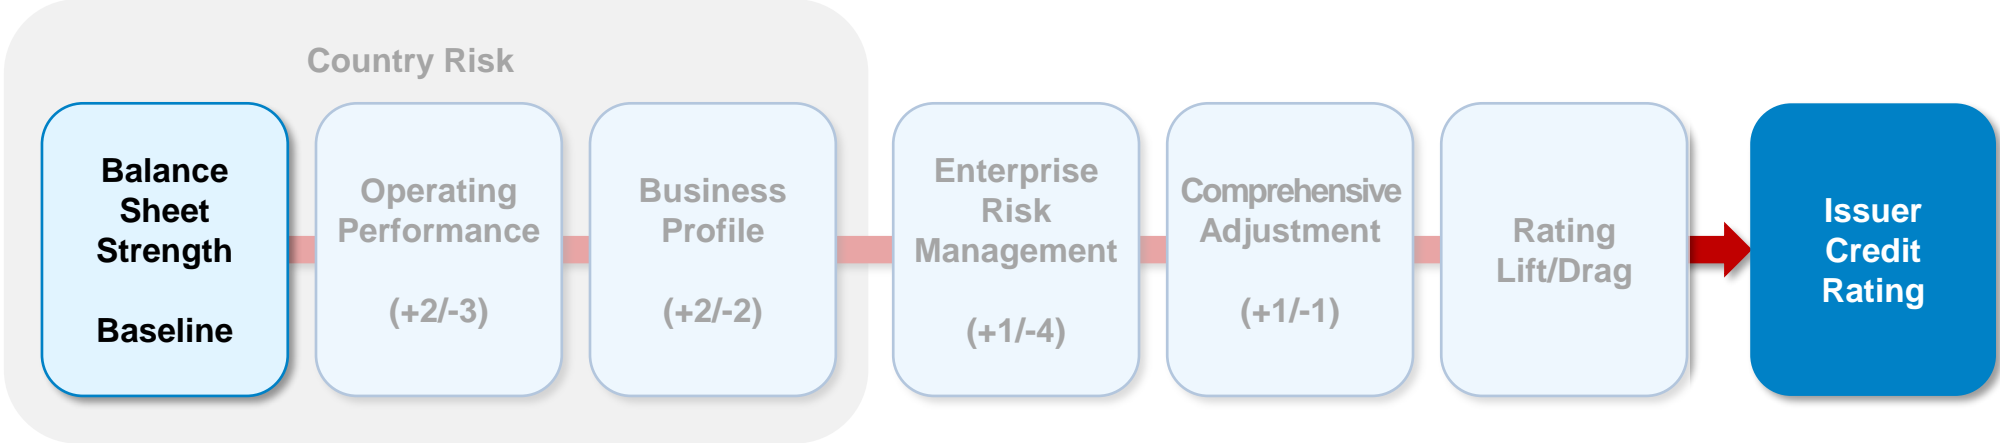 Country Risk
Balance
Sheet
Strength
Baseline
Operating
Performance
(+2/-3)
Business
Profile
(+2/-2)
Enterprise
Risk
Management
(+1/-4)
Comprehensive
Adjustment
(+1/-1)
Rating
Lift/Drag
Issuer
Credit
Rating